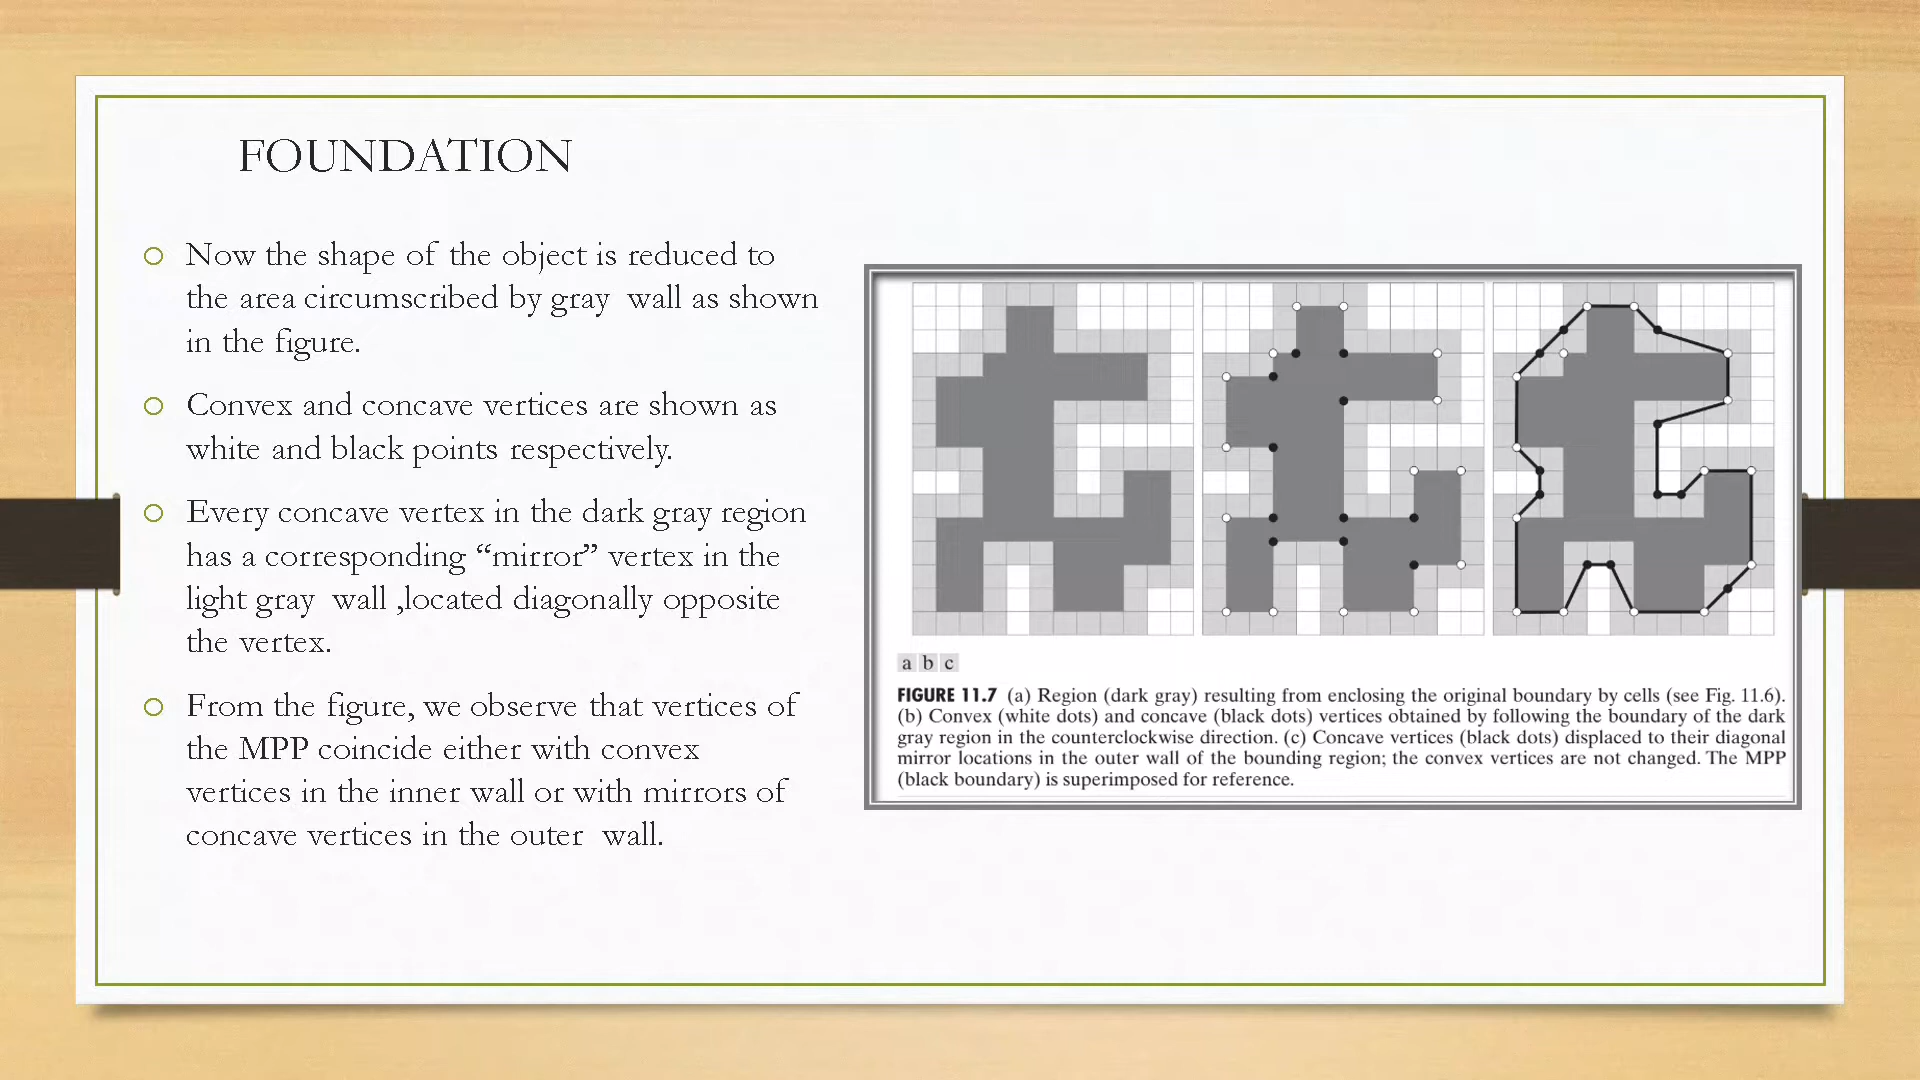 FOUNDATION
Now the shape of the object is reduced to
the area circumscribed by gray wall as shown
in the figure.
Convex and concave vertices are shown as
white and black points respectively.
Every concave vertex in the dark gray region
has a corresponding “mirror” vertex in the
light gray wall ,located diagonally opposite
the vertex.
From the figure, we observe that vertices of
the MPP coincide either with convex
vertices in the inner wall or with mirrors of
concave vertices in the outer wall.
a b c
FIGURE 11.7 (a) Region (dark gray) resulting from enclosing the original boundary by cells (see Fig. 11.6).
(b) Convex (white dots) and concave (black dots) vertices obtained by following the boundary of the dark
gray region in the counterclockwise direction. (c) Concave vertices (black dots) displaced to their diagonal
mirror locations in the outer wall of the bounding region; the convex vertices are not changed. The MPP
(black boundary) is superimposed for reference.